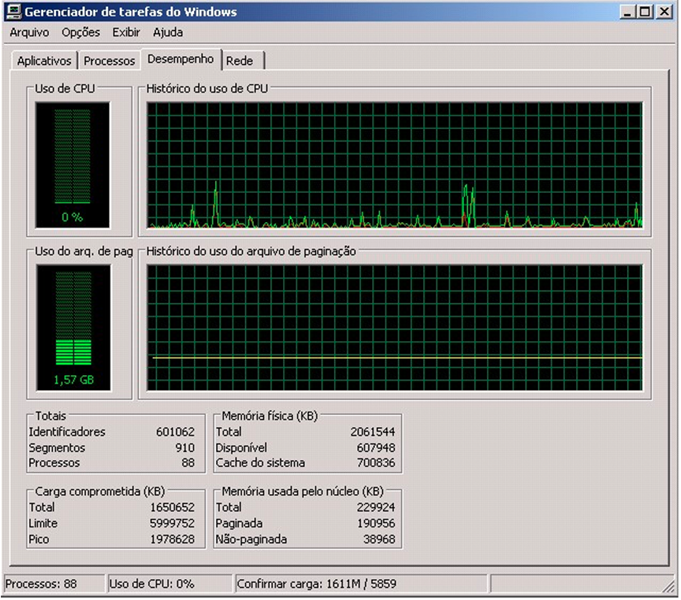 Gerenciador de tarefas do Windows
Arquivo Opções Exibir Ajuda
Aplicativos Processos Desempenho Rede
Uso de CPU Histórico do uso de CPU
0 %
Uso do arq. de pag Histórico do uso do arquivo de paginação
1,57 GB
Totais
Identificadores 601062
Segmentos 910
Processos 88
Memória física (KB)
Total 2061544
Disponível 607948
Cache do sistema 700836
Carga comprometida (KB)
Total 1650652
Limite 5999752
Pico 1978628
Memória usada pelo núcleo (KB)
Total 229924
Paginada 190956
Não-paginada 38968
Processos: 88 Uso de CPU: 0% Confirmar carga: 1611M / 5859